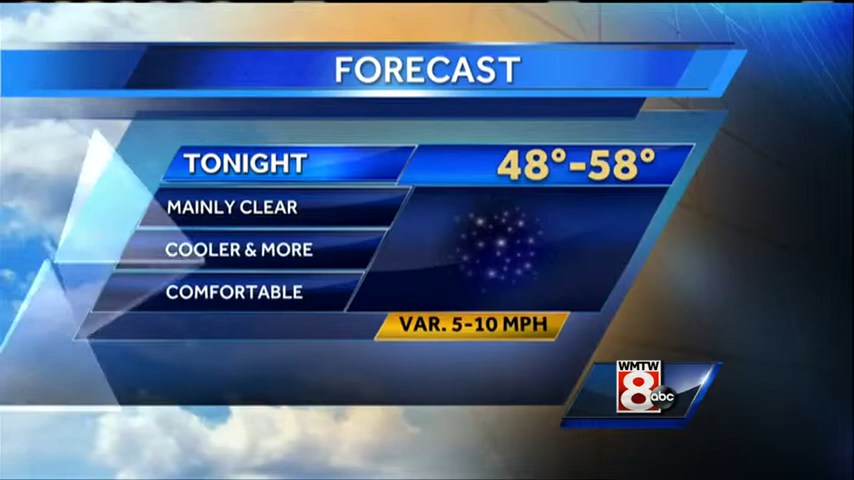 FORECAST
TONIGHT 48°-58°
MAINLY CLEAR
COOLER & MORE
COMFORTABLE
VAR. 5-10 MPH
WMTW
8 abc